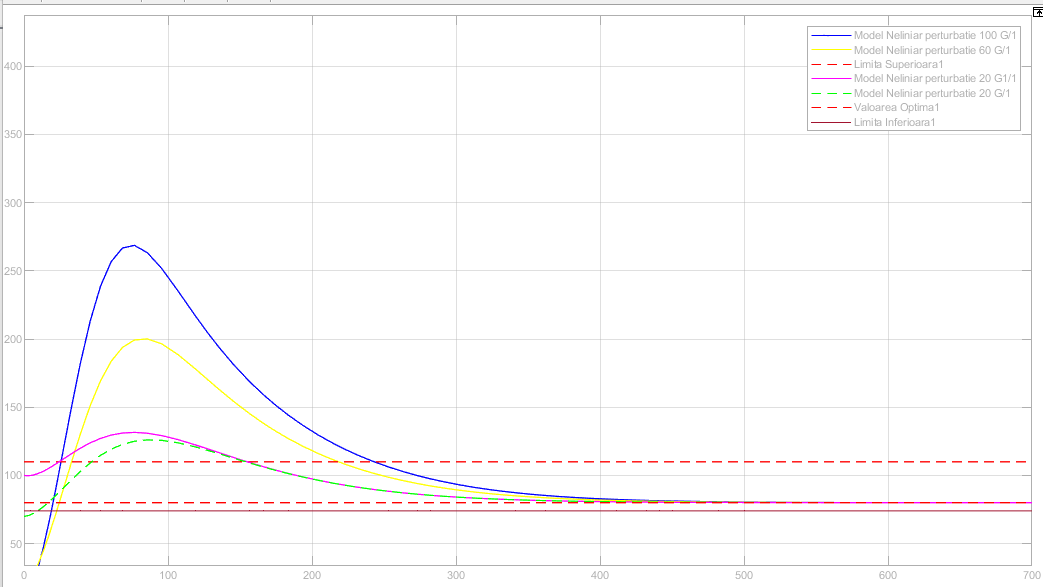 Model Neliniar perturbatie 100 G/1
Model Neliniar perturbatie 60 G/1
Limita Superioara1
Model Neliniar perturbatie 20 G1/1
Model Neliniar perturbatie 20 G/1
Valoarea Optima1
Limita Inferioara1
400
350
300
250
200
150
100
50
0 100 200 300 400 500 600 700